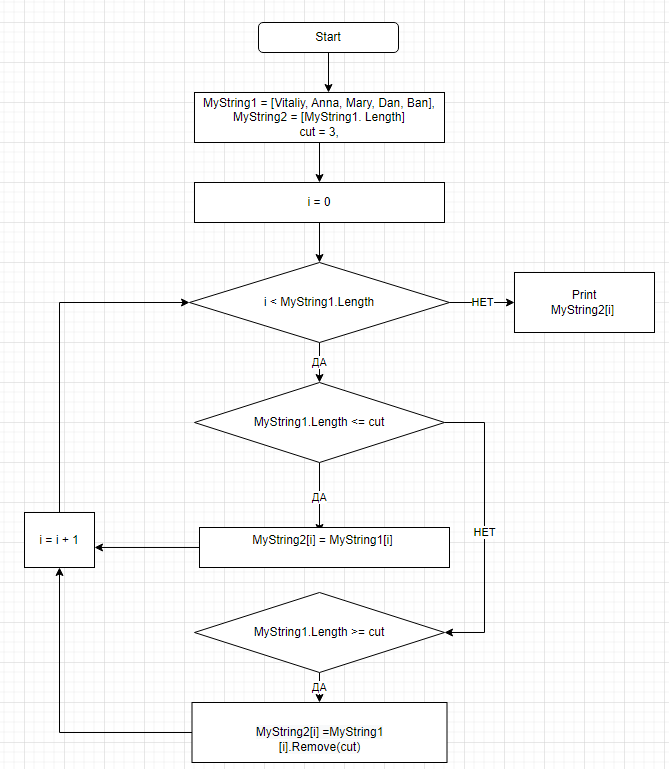 Start
MyString1 = [Vitaliy, Anna, Mary, Dan, Ban],
MyString2 = [MyString1. Length]
cut = 3,
i = 0
i < MyString1.Length
НЕТ
Print
MyString2[i]
ДА
MyString1.Length <= cut
ДА
НЕТ
i = i + 1
MyString2[i] = MyString1[i]
MyString1.Length >= cut
ДА
MyString2[i] =MyString1
[i].Remove(cut)